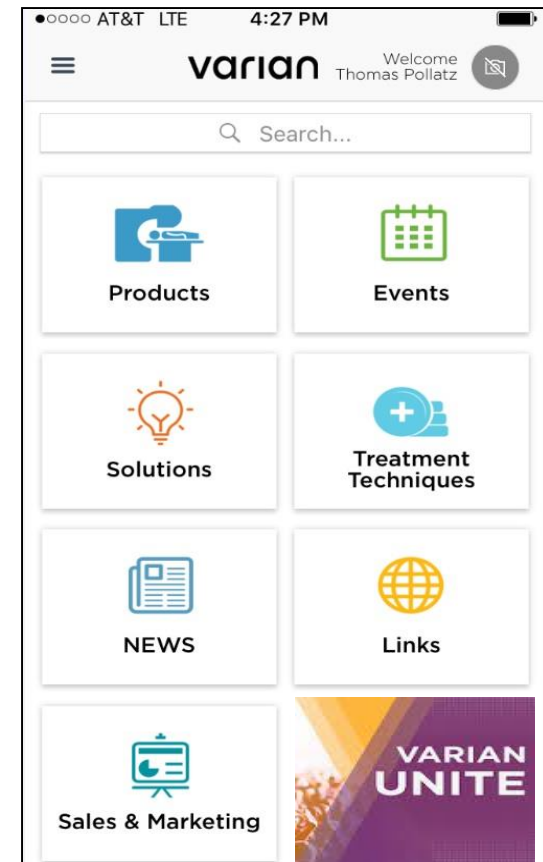 AT&T LTE 4:27 PM
varian
Welcome
Thomas Pollatz
Search...
Products
Events
Solutions
Treatment
Techniques
NEWS
Links
Sales & Marketing
VARIAN
UNITE